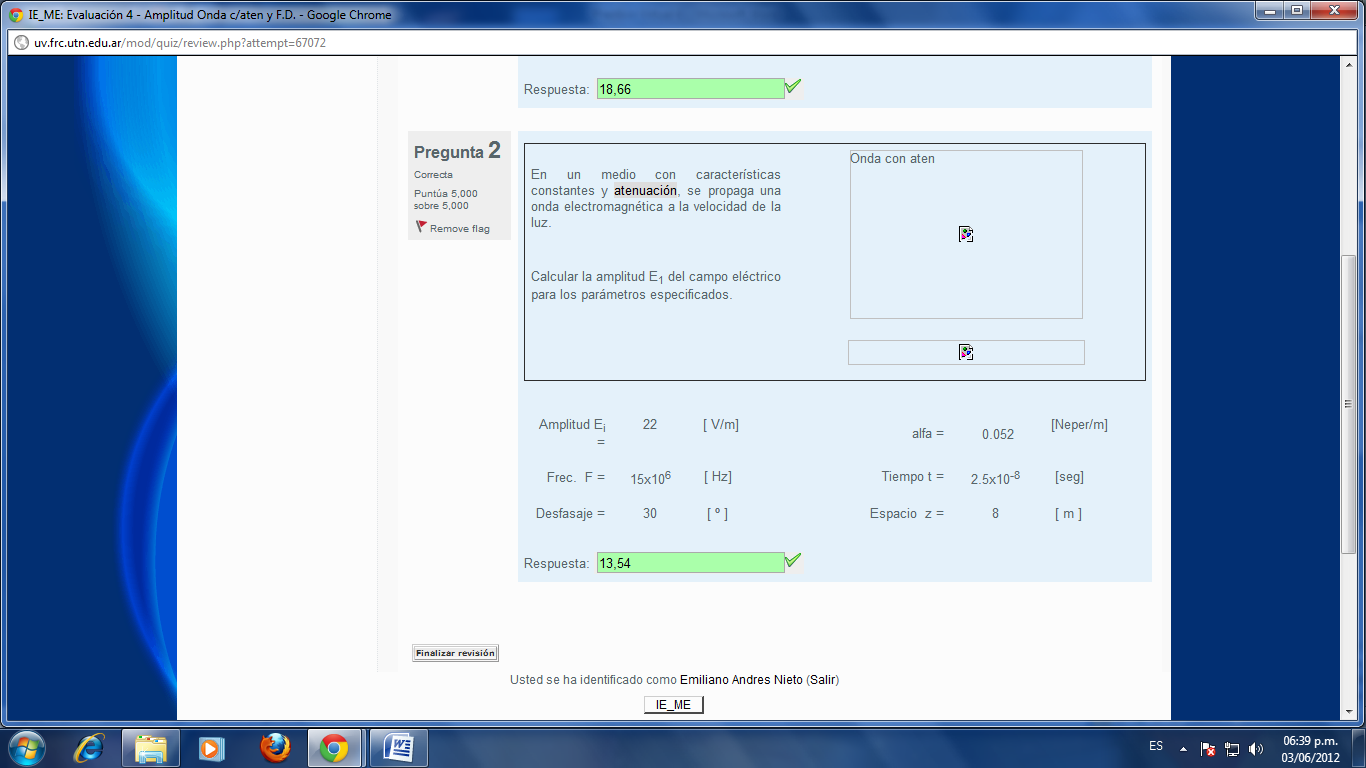 IE_ME: Evaluación 4 - Amplitud Onda c/aten y F.D. - Google Chrome
uv.frc.utn.edu.ar/mod/quiz/review.php?attempt=67072
Respuesta: 18,66
Pregunta 2
Correcta
Puntúa 5,000
sobre 5,000
Remove flag
En un medio con características
constantes y atenuación, se propaga una
onda electromagnética a la velocidad de la
luz.
Calcular la amplitud E1 del campo eléctrico
para los parámetros especificados.
Onda con aten
Amplitud Ei
= 22 [ V/m] alfa = 0.052 [Neper/m]
Frec. F = 15x10⁶ [ Hz] Tiempo t = 2.5x10⁻⁸ [seg]
Desfasaje = 30 [ º ] Espacio z = 8 [ m ]
Respuesta: 13,54
Finalizar revisión
Usted se ha identificado como Emiliano Andres Nieto (Salir)
IE_ME
ES
06:39 p.m.
03/06/2012